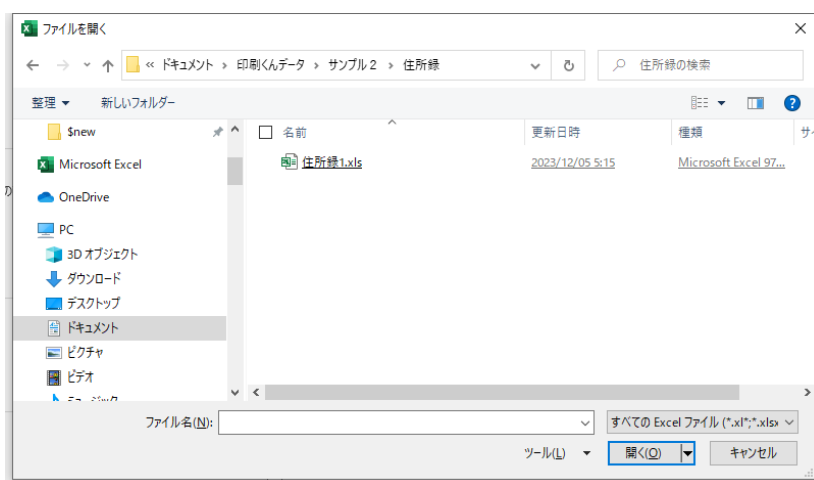 ファイルを開く
« ドキュメント › 印刷くんデータ › サンプル２ › 住所録
住所録の検索
整理 新しいフォルダー
$new
名前 更新日時 種類
住所録1.xls 2023/12/05 5:15 Microsoft Excel 97...
Microsoft Excel
の
OneDrive
PC
3D オブジェクト
ダウンロード
デスクトップ
ドキュメント
ピクチャ
ビデオ
ファイル名(N):
すべての Excel ファイル (*.xl*;*.xlsx
ツール(L) 開く(O) キャンセル